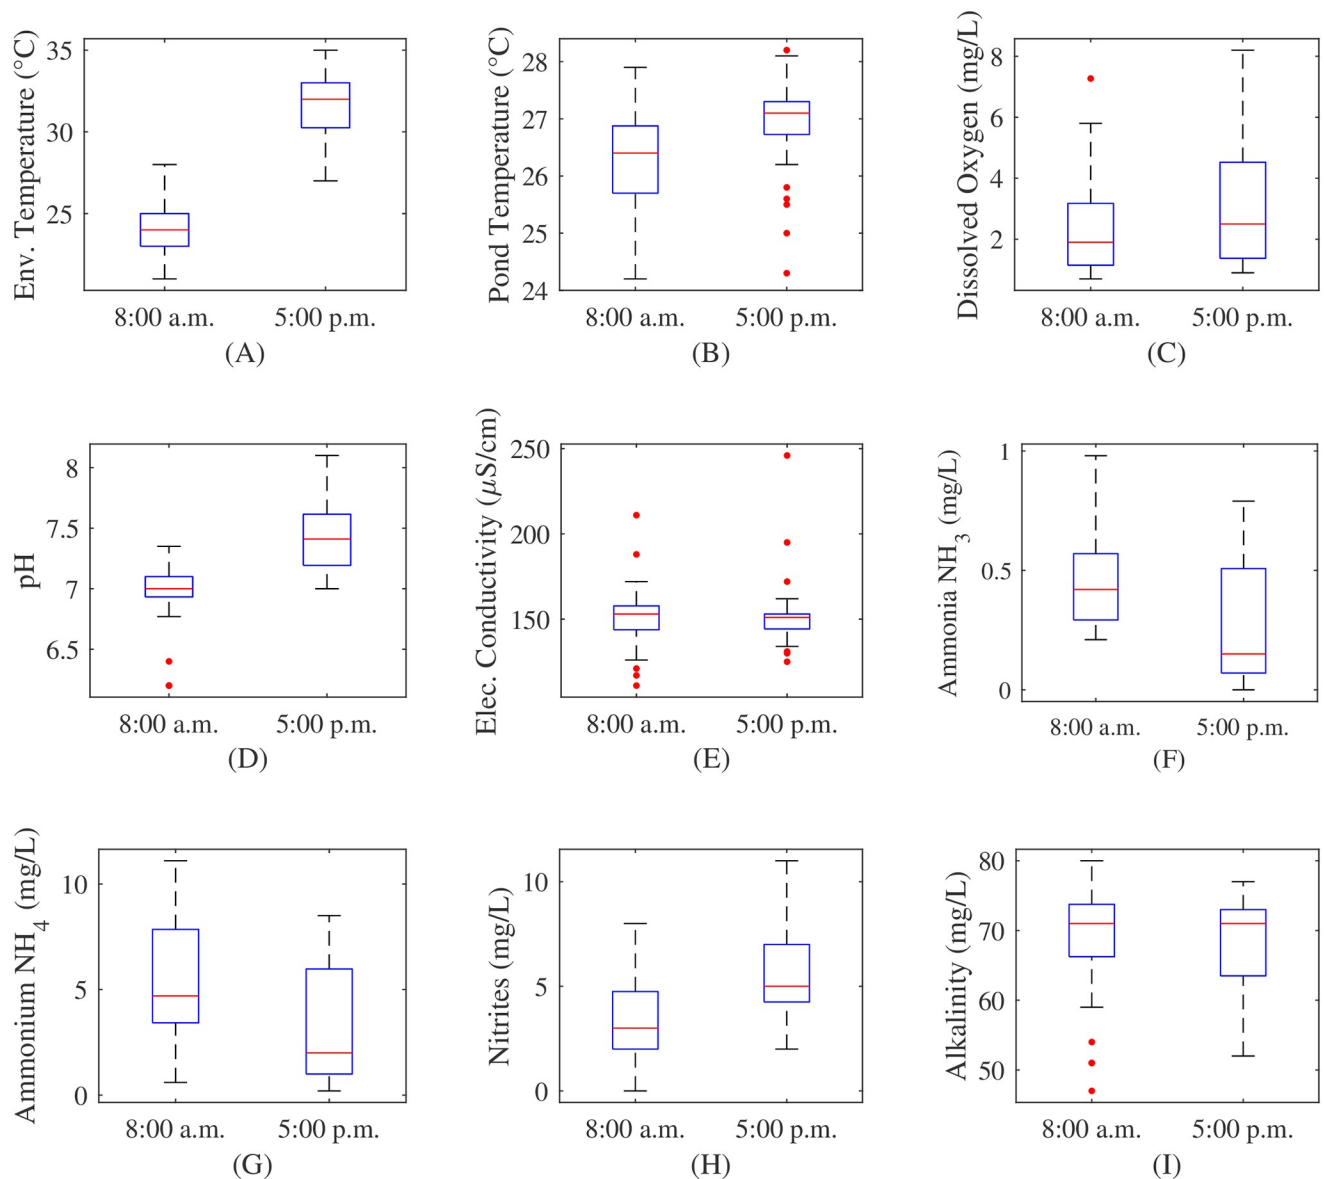 Env. Temperature (°C)
35
30
25
8:00 a.m. 5:00 p.m.
(A)
Pond Temperature (°C)
28
27
26
25
24
8:00 a.m. 5:00 p.m.
(B)
Dissolved Oxygen (mg/L)
8
6
4
2
8:00 a.m. 5:00 p.m.
(C)
pH
8
7.5
7
6.5
8:00 a.m. 5:00 p.m.
(D)
Elec. Conductivity (μS/cm)
250
200
150
8:00 a.m. 5:00 p.m.
(E)
Ammonia NH3 (mg/L)
1
0.5
0
8:00 a.m. 5:00 p.m.
(F)
Ammonium NH4 (mg/L)
10
5
0
8:00 a.m. 5:00 p.m.
(G)
Nitrites (mg/L)
10
5
0
8:00 a.m. 5:00 p.m.
(H)
Alkalinity (mg/L)
80
70
60
50
8:00 a.m. 5:00 p.m.
(I)